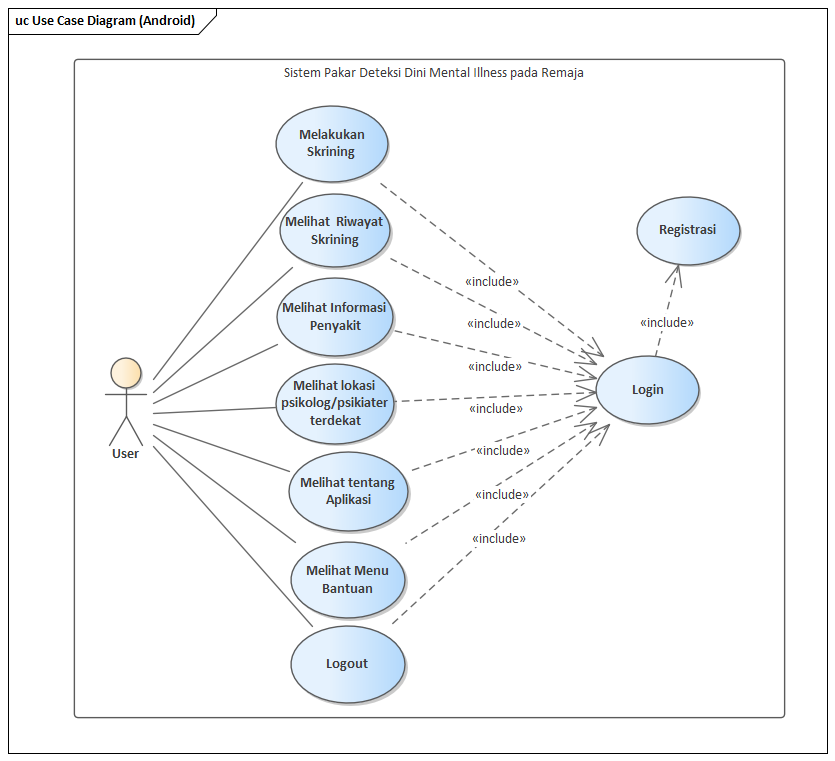 uc Use Case Diagram (Android)
Sistem Pakar Deteksi Dini Mental Illness pada Remaja
Melakukan
Skrining
Melihat Riwayat
Skrining
Registrasi
«include»
Melihat Informasi
Penyakit
«include»
«include»
«include»
Melihat lokasi
psikolog/psikiater
terdekat
Login
«include»
User
«include»
Melihat tentang
Aplikasi
«include»
«include»
Melihat Menu
Bantuan
Logout